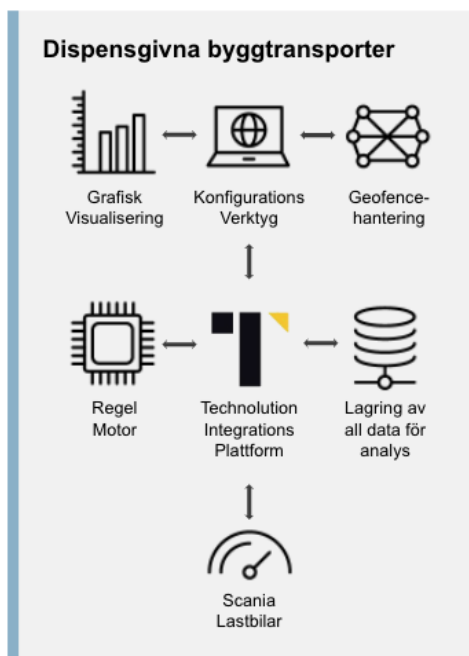 Dispensgivna byggtransporter
Grafisk
Visualisering
Konfigurations
Verktyg
Geofence-
hantering
Regel
Motor
Technolution
Integrations
Plattform
Lagring av
all data för
analys
Scania
Lastbilar